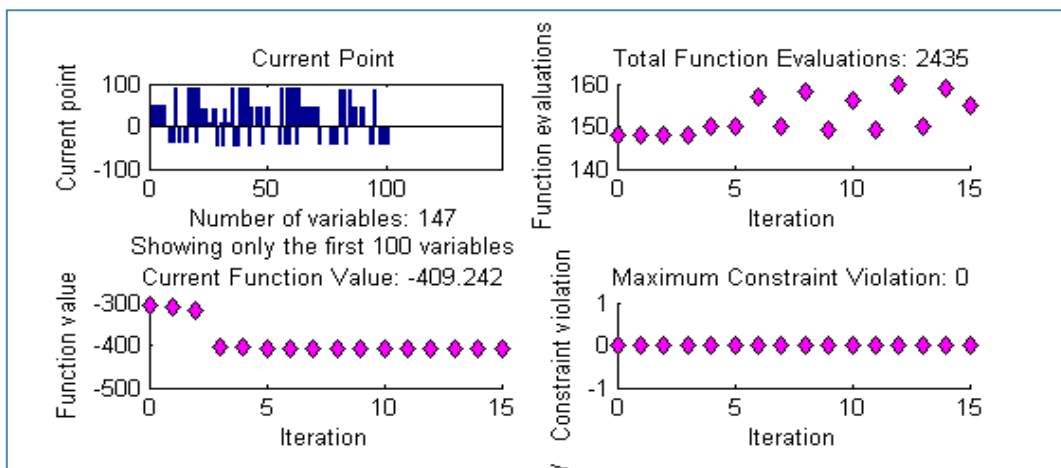 Current Point
Current point
100
0
-100
0
50
100
Number of variables: 147
Showing only the first 100 variables
Total Function Evaluations: 2435
Function evaluations
160
150
140
0
5
10
15
Iteration
Current Function Value: -409.242
Function value
-300
-400
-500
0
5
10
15
Iteration
Maximum Constraint Violation: 0
Constraint violation
1
0
-1
0
5
10
15
Iteration